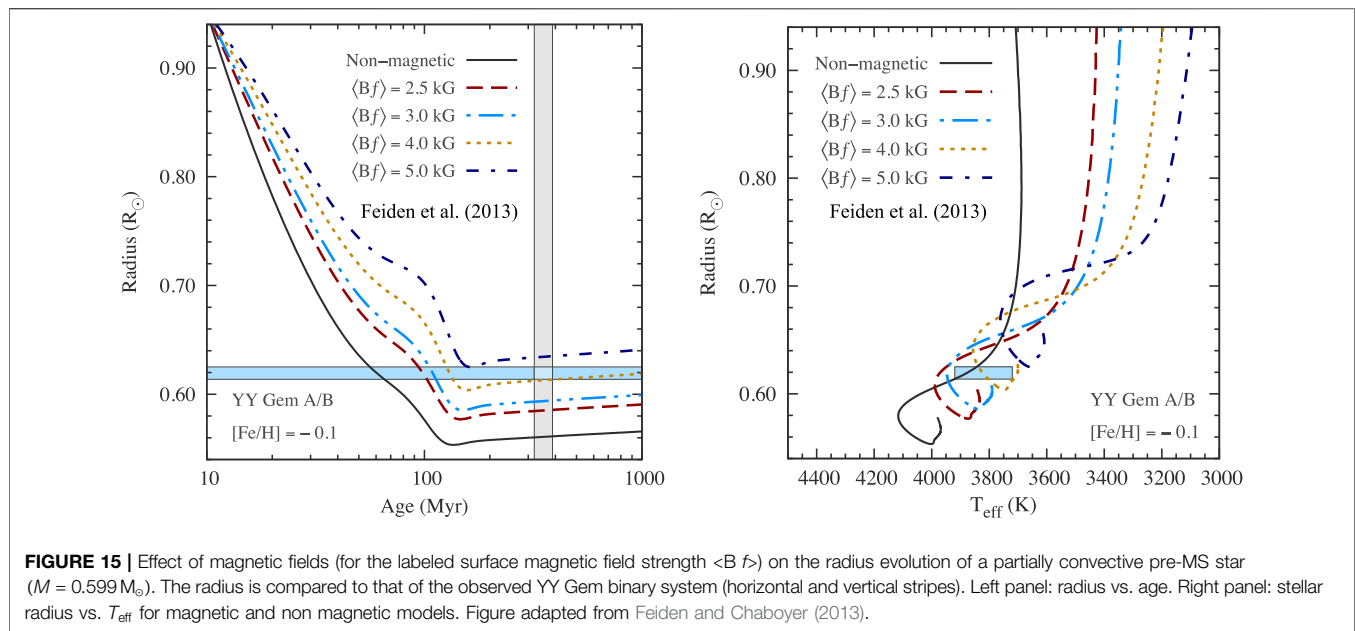 0.90
0.80
0.70
0.60
Radius (R☉)
Non−magnetic
⟨Bf⟩ = 2.5 kG
⟨Bf⟩ = 3.0 kG
⟨Bf⟩ = 4.0 kG
⟨Bf⟩ = 5.0 kG
Feiden et al. (2013)
YY Gem A/B
[Fe/H] = − 0.1
10
100
1000
Age (Myr)
0.90
0.80
0.70
0.60
Radius (R☉)
Non−magnetic
⟨Bf⟩ = 2.5 kG
⟨Bf⟩ = 3.0 kG
⟨Bf⟩ = 4.0 kG
⟨Bf⟩ = 5.0 kG
Feiden et al. (2013)
YY Gem A/B
[Fe/H] = − 0.1
4400 4200 4000 3800 3600 3400 3200 3000
Teff (K)
FIGURE 15 | Effect of magnetic fields (for the labeled surface magnetic field strength <B f>) on the radius evolution of a partially convective pre-MS star
(M = 0.599 M☉). The radius is compared to that of the observed YY Gem binary system (horizontal and vertical stripes). Left panel: radius vs. age. Right panel: stellar
radius vs. Teff for magnetic and non magnetic models. Figure adapted from Feiden and Chaboyer (2013).